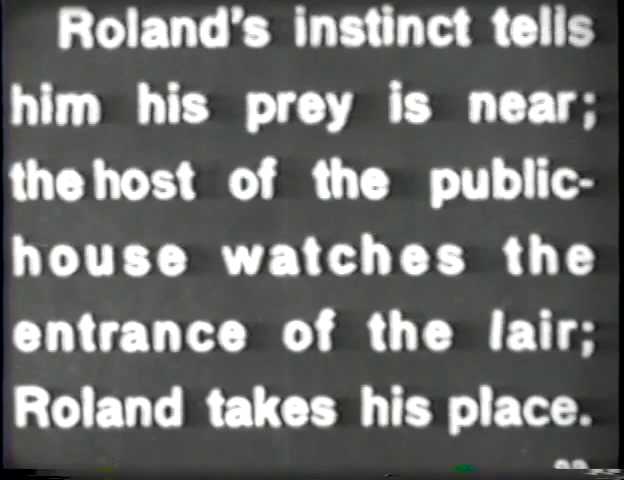 Roland's instinct tells
him his prey is near;
the host of the public-
house watches the
entrance of the lair;
Roland takes his place.